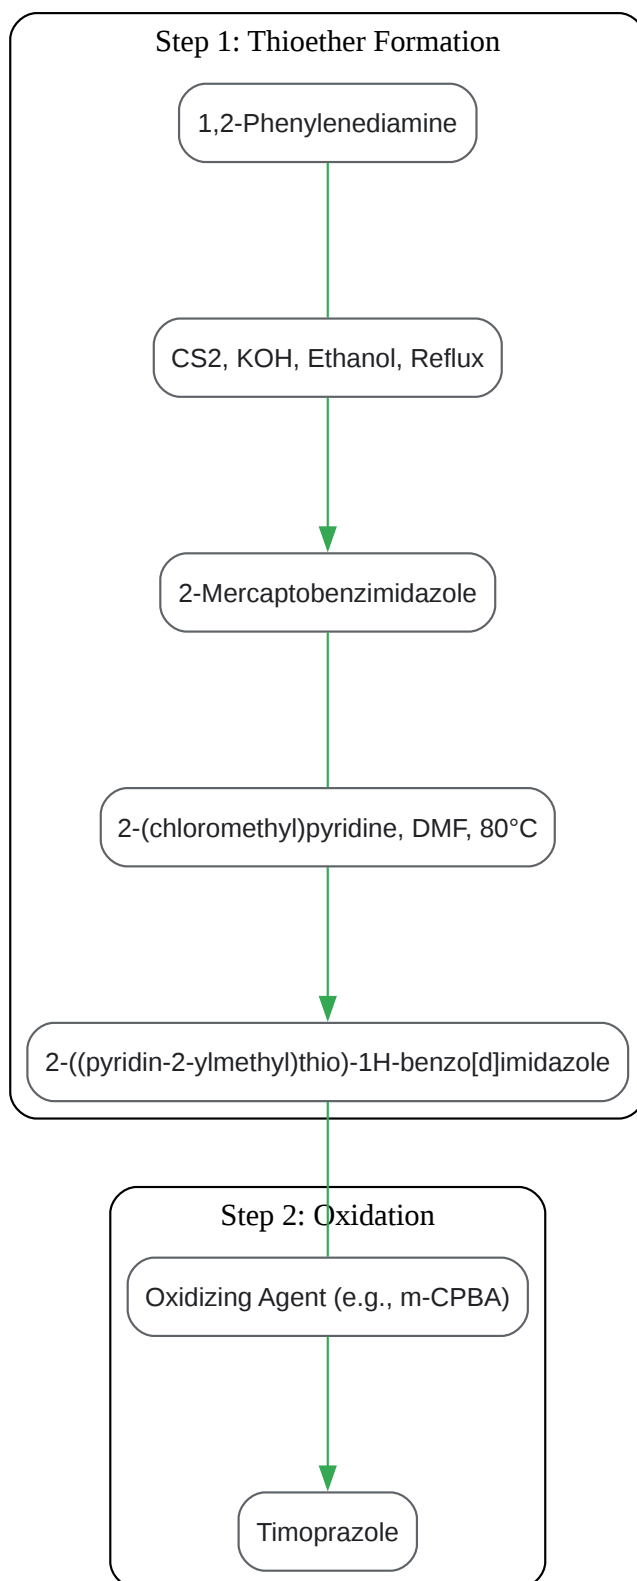 Step 1: Thioether Formation
1,2-Phenylenediamine
CS2, KOH, Ethanol, Reflux
2-Mercaptobenzimidazole
2-(chloromethyl)pyridine, DMF, 80°C
2-((pyridin-2-ylmethyl)thio)-1H-benzo[d]imidazole
Step 2: Oxidation
Oxidizing Agent (e.g., m-CPBA)
Timoprazole